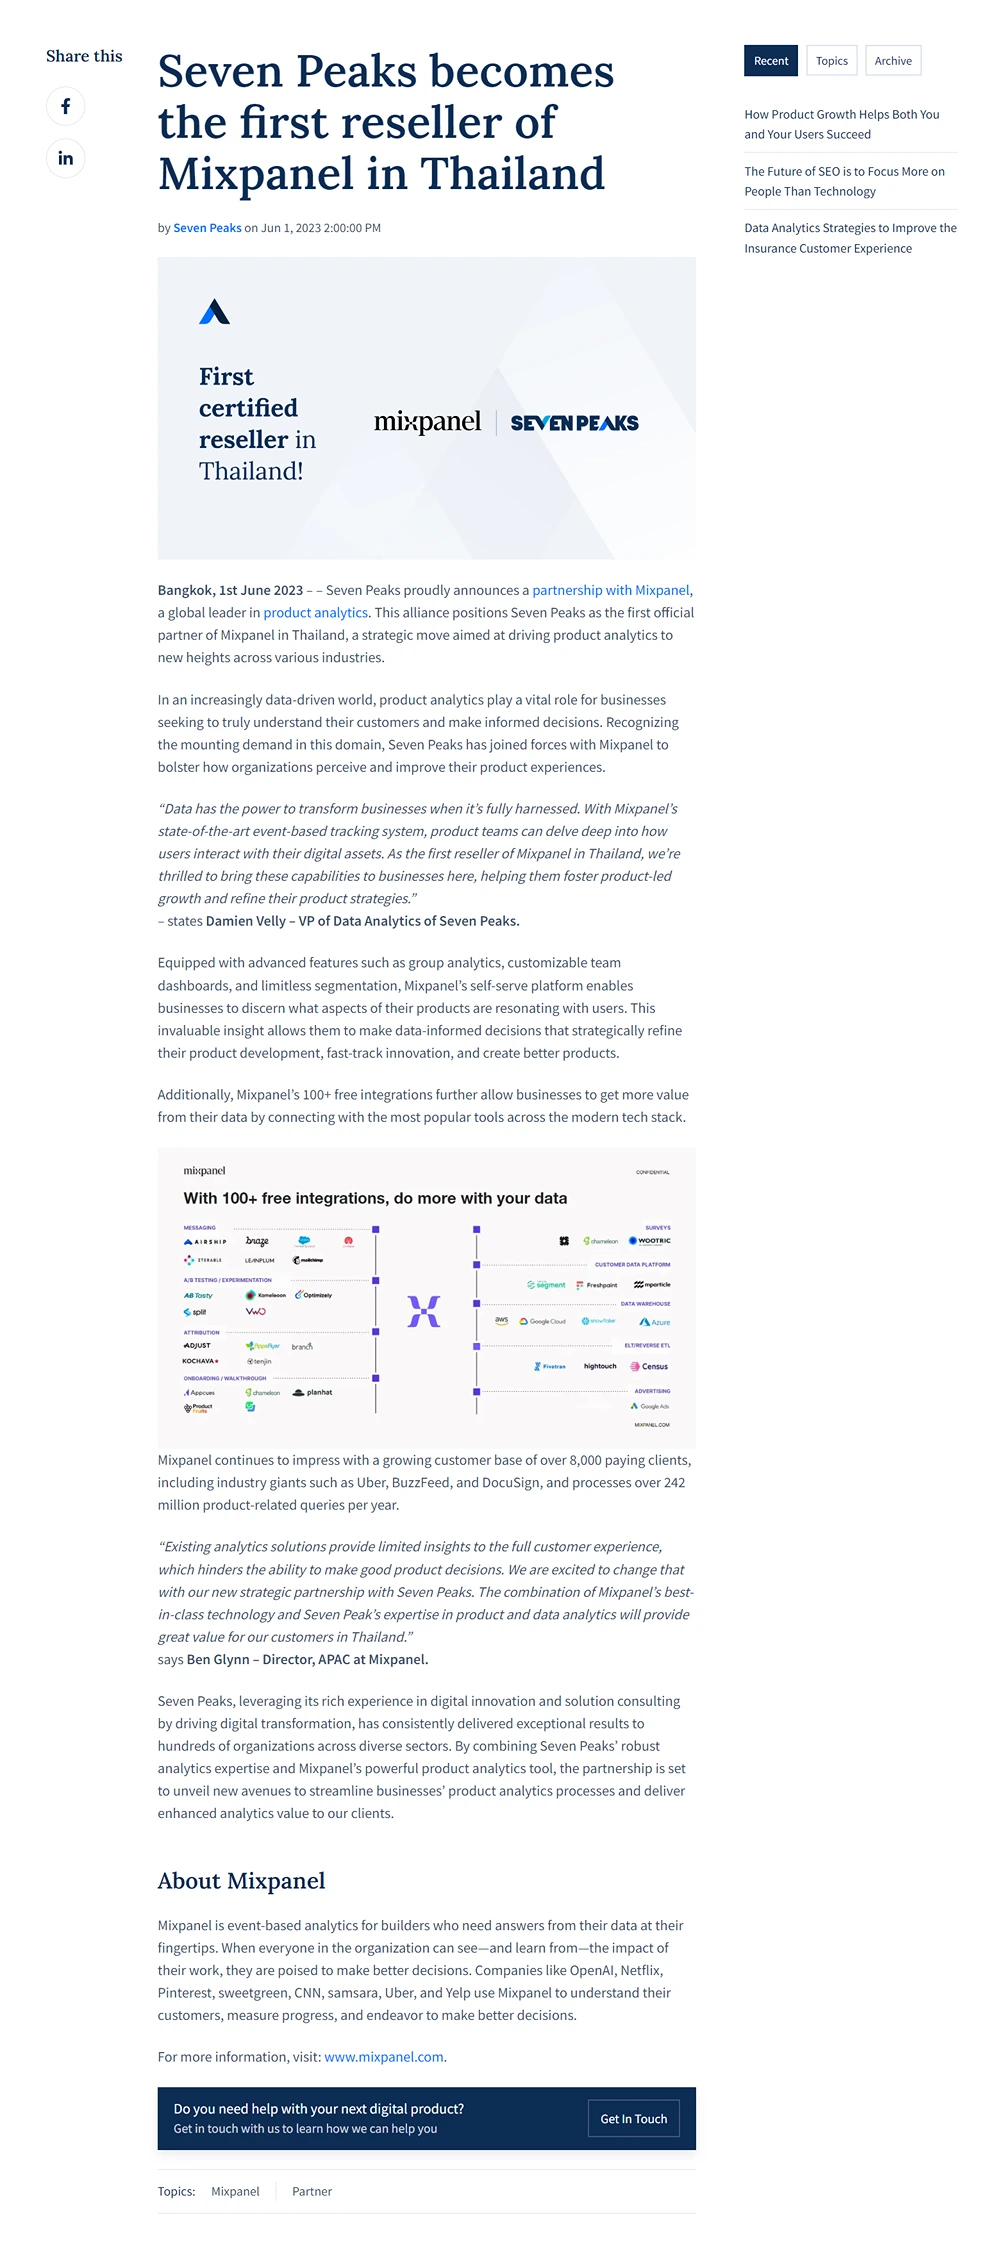 Share this
Seven Peaks becomes
the first reseller of
Mixpanel in Thailand
by Seven Peaks on Jun 1, 2023 2:00:00 PM
First
certified
reseller in
Thailand!
mixpanel | SEVEN PEAKS
Bangkok, 1st June 2023 – – Seven Peaks proudly announces a partnership with Mixpanel,
a global leader in product analytics. This alliance positions Seven Peaks as the first official
partner of Mixpanel in Thailand, a strategic move aimed at driving product analytics to
new heights across various industries.
In an increasingly data-driven world, product analytics play a vital role for businesses
seeking to truly understand their customers and make informed decisions. Recognizing
the mounting demand in this domain, Seven Peaks has joined forces with Mixpanel to
bolster how organizations perceive and improve their product experiences.
“Data has the power to transform businesses when it’s fully harnessed. With Mixpanel’s
state-of-the-art event-based tracking system, product teams can delve deep into how
users interact with their digital assets. As the first reseller of Mixpanel in Thailand, we’re
thrilled to bring these capabilities to businesses here, helping them foster product-led
growth and refine their product strategies.”
– states Damien Velly – VP of Data Analytics of Seven Peaks.
Equipped with advanced features such as group analytics, customizable team
dashboards, and limitless segmentation, Mixpanel’s self-serve platform enables
businesses to discern what aspects of their products are resonating with users. This
invaluable insight allows them to make data-informed decisions that strategically refine
their product development, fast-track innovation, and create better products.
Additionally, Mixpanel’s 100+ free integrations further allow businesses to get more value
from their data by connecting with the most popular tools across the modern tech stack.
mixpanel
CONFIDENTIAL
With 100+ free integrations, do more with your data
MESSAGING
AIRSHIP braze
ITERABLE LEANPLUM mailchimp
A/B TESTING / EXPERIMENTATION
AB Tasty Kameleoon Optimizely
split VWO
ATTRIBUTION
ADJUST AppsFlyer branch
KOCHAVA tenjin
ONBOARDING / WALKTHROUGH
Appcues chameleon planhat
Product Fruits
SURVEYS
chameleon WOOTRIC
CUSTOMER DATA PLATFORM
segment Freshpaint mparticle
DATA WAREHOUSE
aws Google Cloud snowflake Azure
ELT/REVERSE ETL
Fivetran hightouch Census
ADVERTISING
Google Ads
MIXPANEL.COM
Mixpanel continues to impress with a growing customer base of over 8,000 paying clients,
including industry giants such as Uber, BuzzFeed, and DocuSign, and processes over 242
million product-related queries per year.
“Existing analytics solutions provide limited insights to the full customer experience,
which hinders the ability to make good product decisions. We are excited to change that
with our new strategic partnership with Seven Peaks. The combination of Mixpanel’s best-
in-class technology and Seven Peak’s expertise in product and data analytics will provide
great value for our customers in Thailand.”
says Ben Glynn – Director, APAC at Mixpanel.
Seven Peaks, leveraging its rich experience in digital innovation and solution consulting
by driving digital transformation, has consistently delivered exceptional results to
hundreds of organizations across diverse sectors. By combining Seven Peaks’ robust
analytics expertise and Mixpanel’s powerful product analytics tool, the partnership is set
to unveil new avenues to streamline businesses’ product analytics processes and deliver
enhanced analytics value to our clients.
About Mixpanel
Mixpanel is event-based analytics for builders who need answers from their data at their
fingertips. When everyone in the organization can see—and learn from—the impact of
their work, they are poised to make better decisions. Companies like OpenAI, Netflix,
Pinterest, sweetgreen, CNN, samsara, Uber, and Yelp use Mixpanel to understand their
customers, measure progress, and endeavor to make better decisions.
For more information, visit: www.mixpanel.com.
Do you need help with your next digital product?
Get in touch with us to learn how we can help you
Get In Touch
Topics: Mixpanel Partner
Recent Topics Archive
How Product Growth Helps Both You
and Your Users Succeed
The Future of SEO is to Focus More on
People Than Technology
Data Analytics Strategies to Improve the
Insurance Customer Experience